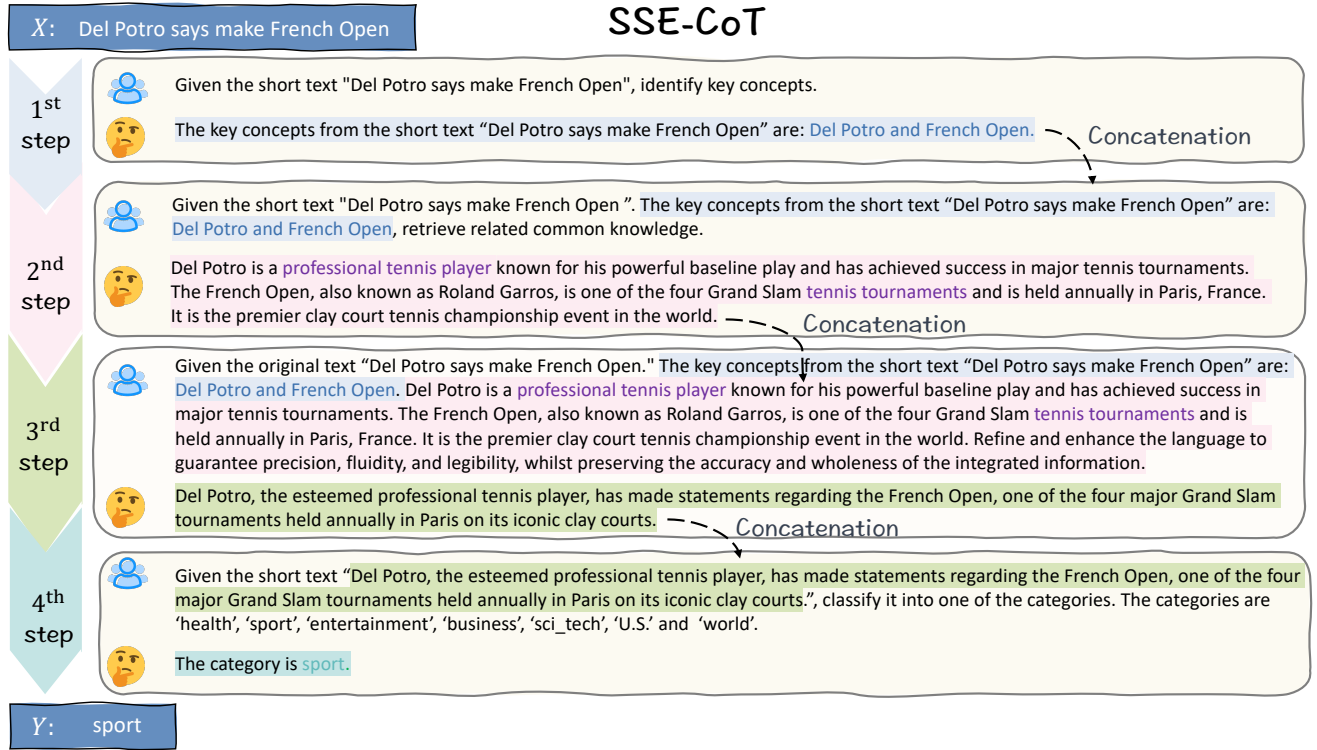 SSE-CoT
X: Del Potro says make French Open
1st
step
Given the short text "Del Potro says make French Open", identify key concepts.
The key concepts from the short text “Del Potro says make French Open” are: Del Potro and French Open.
Concatenation
2nd
step
Given the short text "Del Potro says make French Open ”. The key concepts from the short text “Del Potro says make French Open” are:
Del Potro and French Open, retrieve related common knowledge.
Del Potro is a professional tennis player known for his powerful baseline play and has achieved success in major tennis tournaments.
The French Open, also known as Roland Garros, is one of the four Grand Slam tennis tournaments and is held annually in Paris, France.
It is the premier clay court tennis championship event in the world.
Concatenation
3rd
step
Given the original text “Del Potro says make French Open." The key concepts from the short text “Del Potro says make French Open” are:
Del Potro and French Open. Del Potro is a professional tennis player known for his powerful baseline play and has achieved success in
major tennis tournaments. The French Open, also known as Roland Garros, is one of the four Grand Slam tennis tournaments and is
held annually in Paris, France. It is the premier clay court tennis championship event in the world. Refine and enhance the language to
guarantee precision, fluidity, and legibility, whilst preserving the accuracy and wholeness of the integrated information.
Del Potro, the esteemed professional tennis player, has made statements regarding the French Open, one of the four major Grand Slam
tournaments held annually in Paris on its iconic clay courts.
Concatenation
4th
step
Given the short text “Del Potro, the esteemed professional tennis player, has made statements regarding the French Open, one of the four
major Grand Slam tournaments held annually in Paris on its iconic clay courts.”, classify it into one of the categories. The categories are
‘health’, ‘sport’, ‘entertainment’, ‘business’, ‘sci_tech’, ‘U.S.’ and ‘world’.
The category is sport.
Y: sport